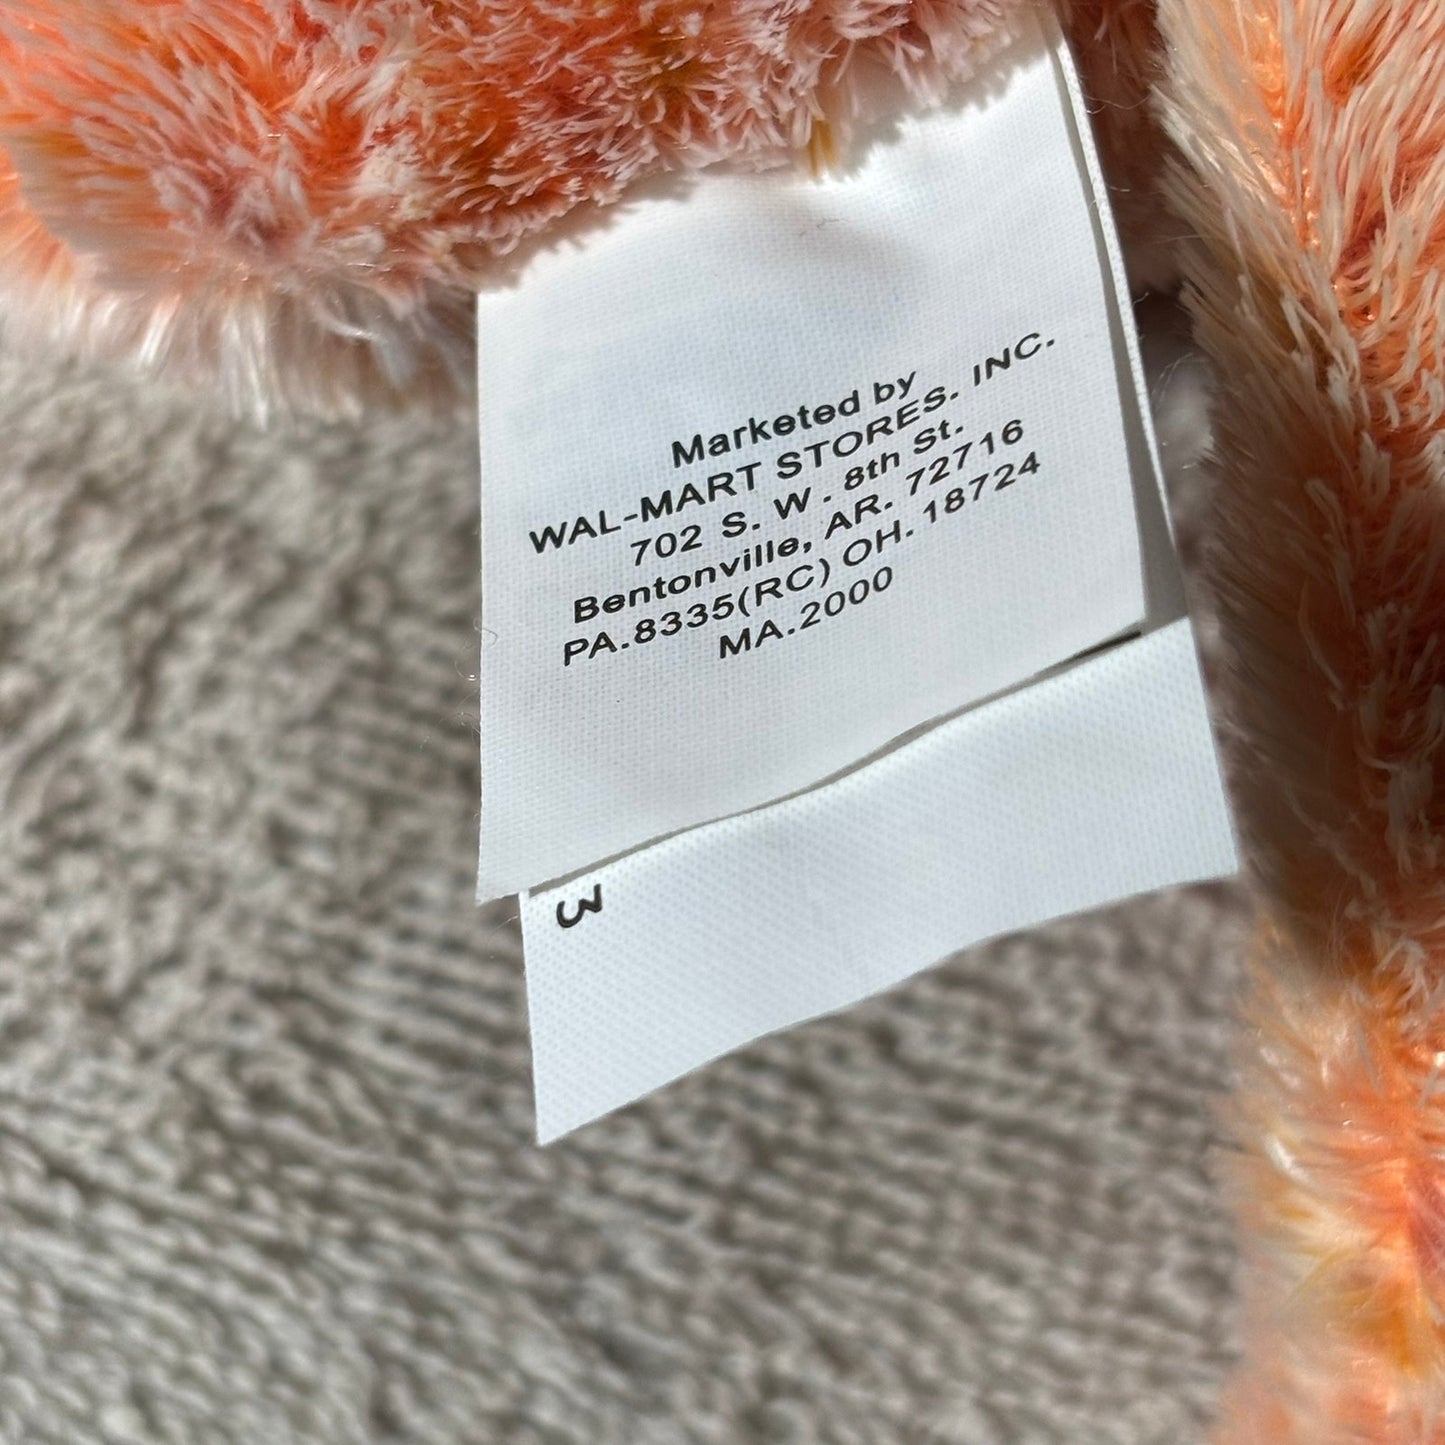 Marketed by
WAL-MART STORES. INC.
702 S. W. 8th St.
Bentonville, AR. 72716
PA.8335(RC) OH. 18724
MA.2000
3